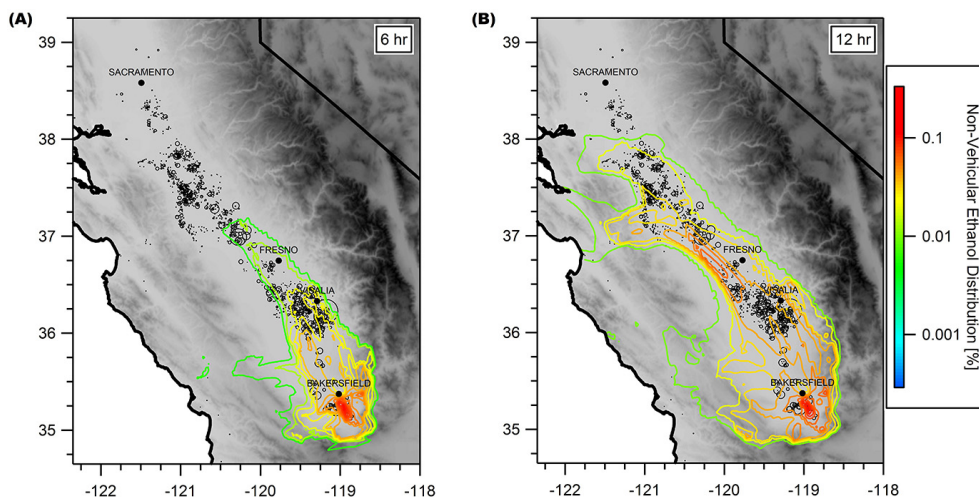 (A)
6 hr
39
38
37
36
35
-122
-121
-120
-119
-118
SACRAMENTO
FRESNO
VISALIA
BAKERSFIELD
(B)
12 hr
39
38
37
36
35
-122
-121
-120
-119
-118
SACRAMENTO
FRESNO
VISALIA
BAKERSFIELD
0.1
0.01
0.001
Non-Vehicular Ethanol Distribution [%]